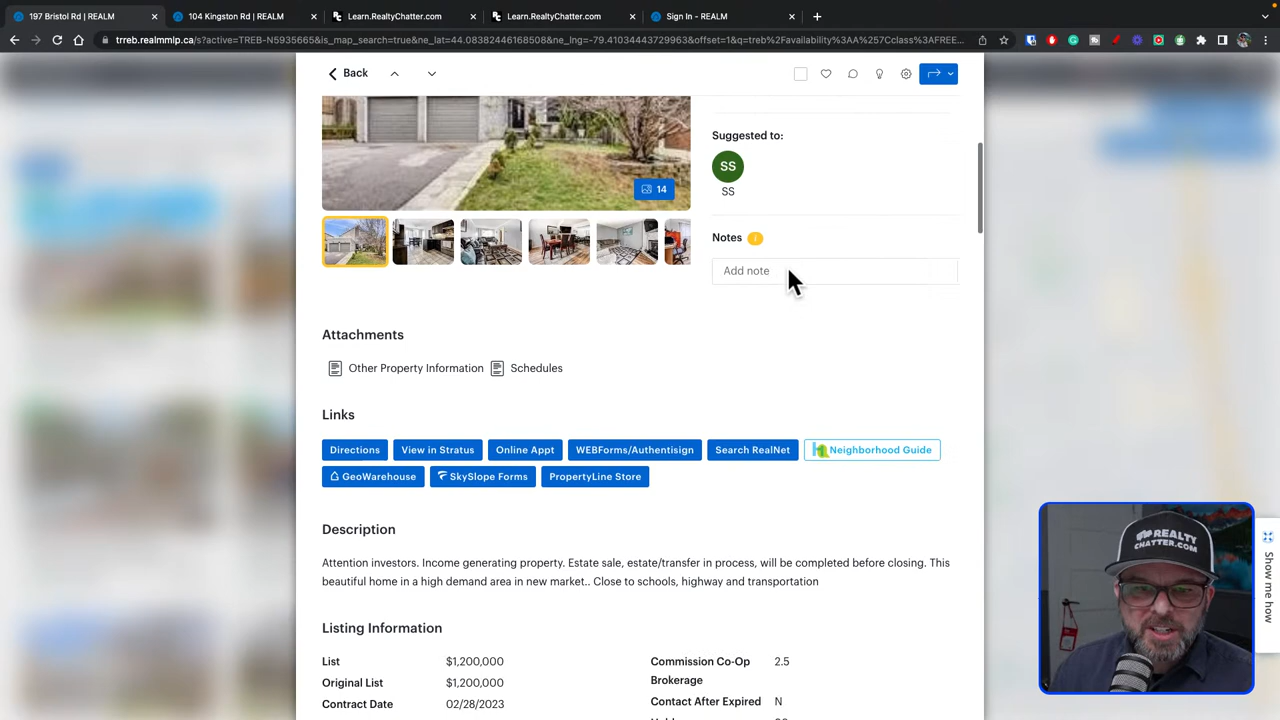 197 Bristol Rd | REALM
104 Kingston Rd | REALM
Learn.RealtyChatter.com
Learn.RealtyChatter.com
Sign In - REALM
trreb.realmmlp.ca/s?active=TREB-N5935665&is_map_search=true&ne_lat=44.08382446168508&ne_lng=-79.41034443729963&offset=1&q=treb%2Favailability%3AA%257Cclass%3AFREE...
Back
Suggested to:
SS
SS
14
Notes
Add note
Attachments
Other Property Information
Schedules
Links
Directions
View in Stratus
Online Appt
WEBForms/Authentisign
Search RealNet
Neighborhood Guide
GeoWarehouse
SkySlope Forms
PropertyLine Store
Description
Attention investors. Income generating property. Estate sale, estate/transfer in process, will be completed before closing. This
beautiful home in a high demand area in new market.. Close to schools, highway and transportation
Listing Information
List $1,200,000
Original List $1,200,000
Contract Date 02/28/2023
Commission Co-Op 2.5
Brokerage
Contact After Expired N
REALTY
CHATTER.COM
Show me how